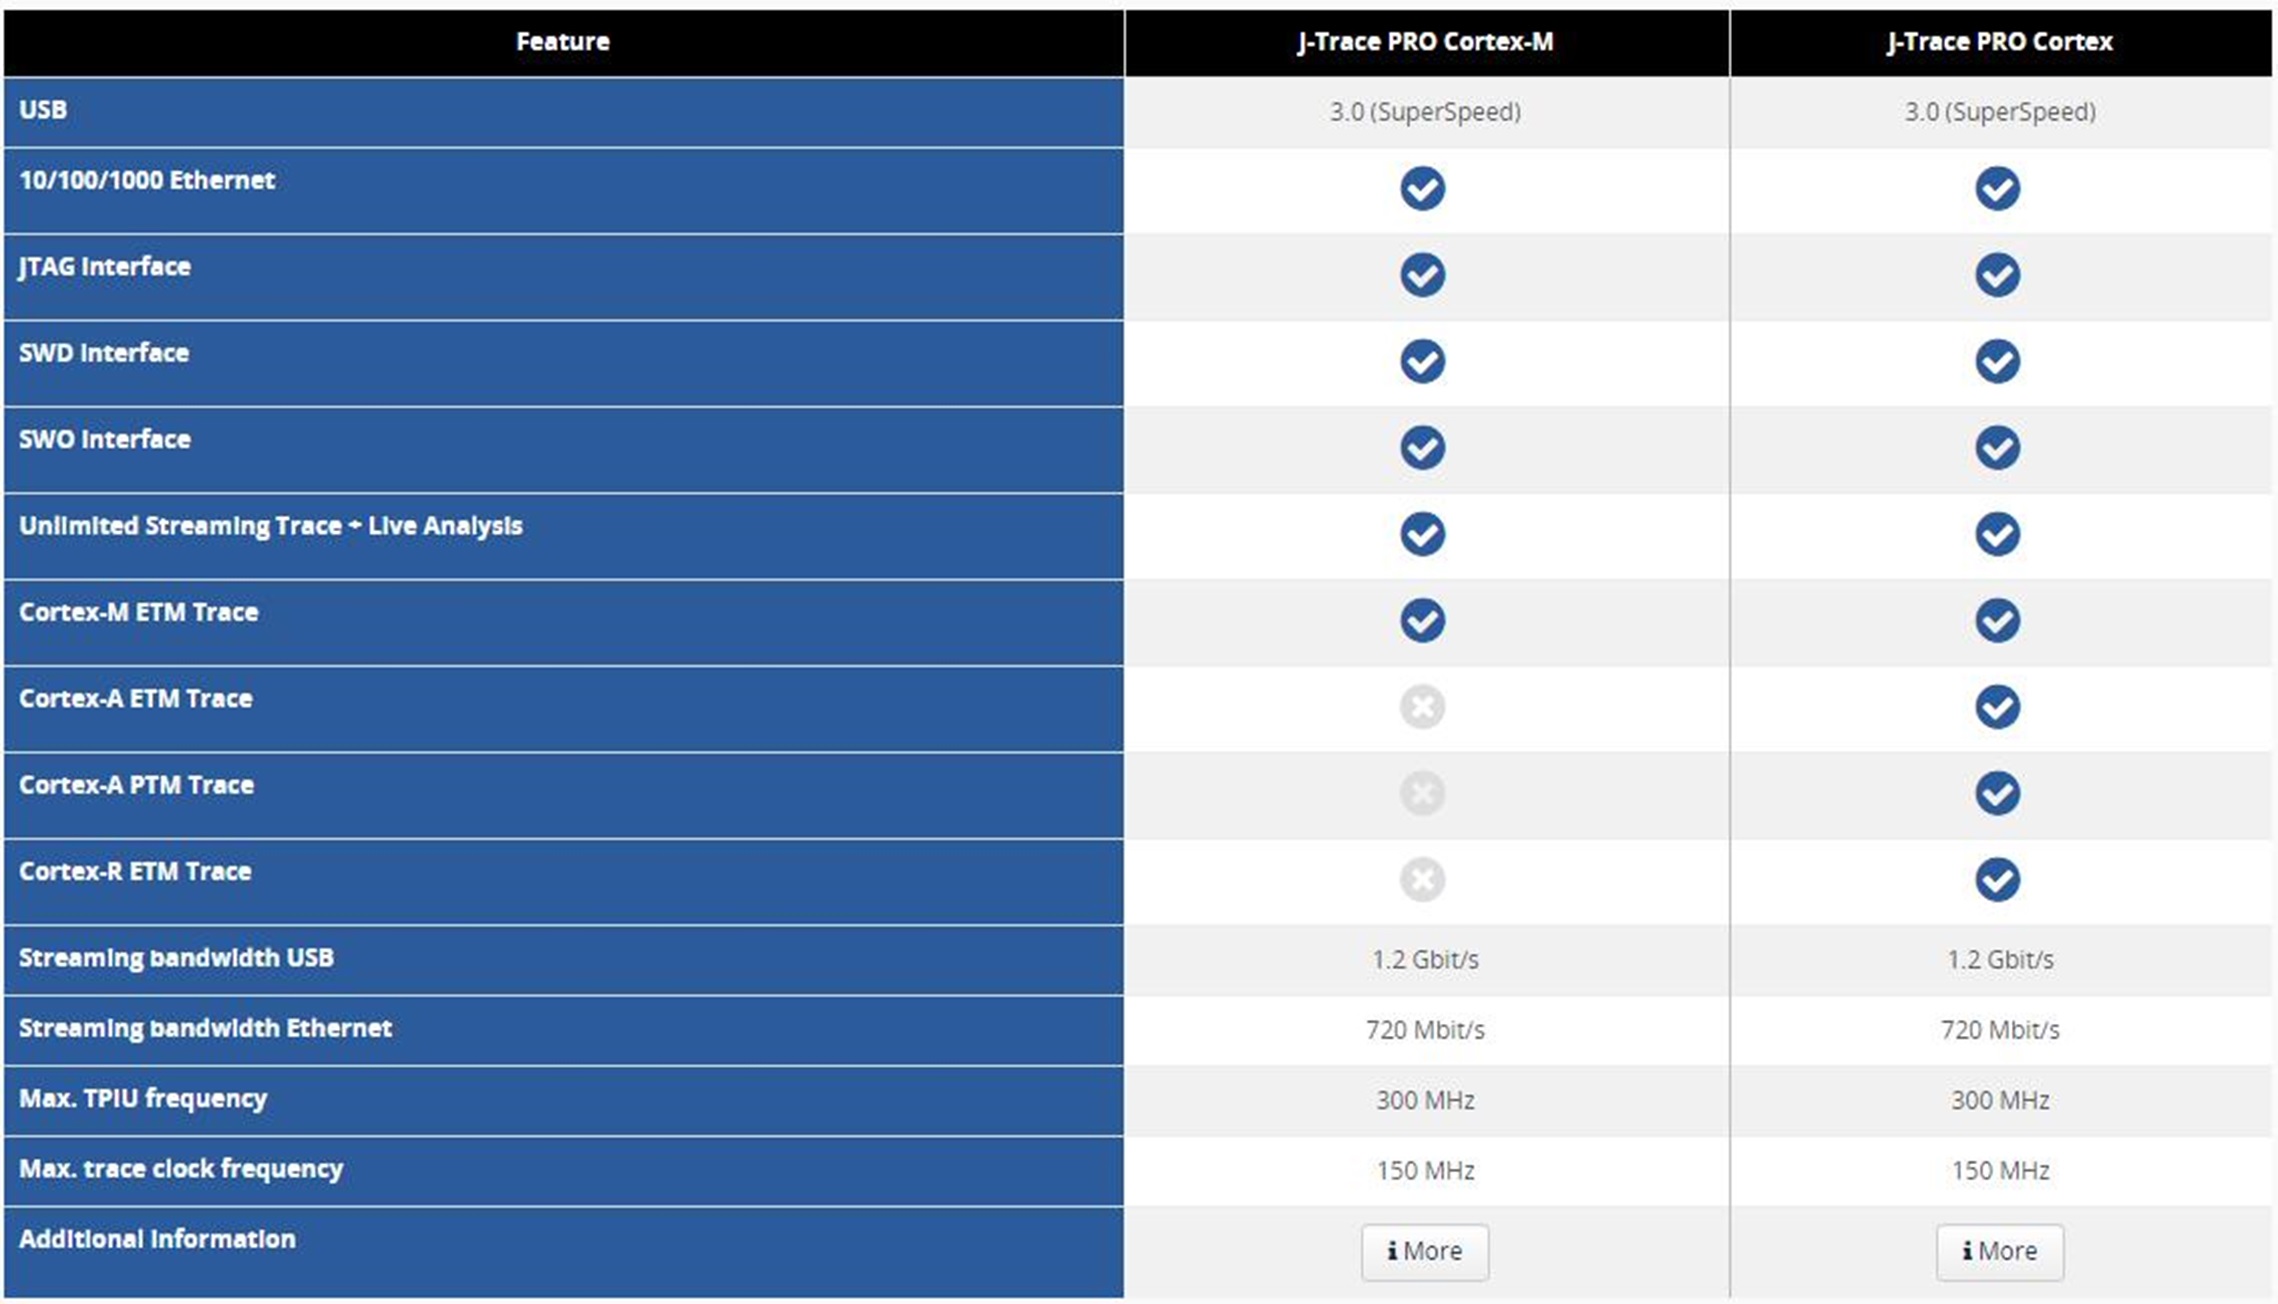 Feature J-Trace PRO Cortex-M J-Trace PRO Cortex
USB 3.0 (SuperSpeed) 3.0 (SuperSpeed)
10/100/1000 Ethernet
JTAG Interface
SWD Interface
SWO Interface
Unlimited Streaming Trace + Live Analysis
Cortex-M ETM Trace
Cortex-A ETM Trace
Cortex-A PTM Trace
Cortex-R ETM Trace
Streaming bandwidth USB 1.2 Gbit/s 1.2 Gbit/s
Streaming bandwidth Ethernet 720 Mbit/s 720 Mbit/s
Max. TPIU frequency 300 MHz 300 MHz
Max. trace clock frequency 150 MHz 150 MHz
Additional Information i More i More